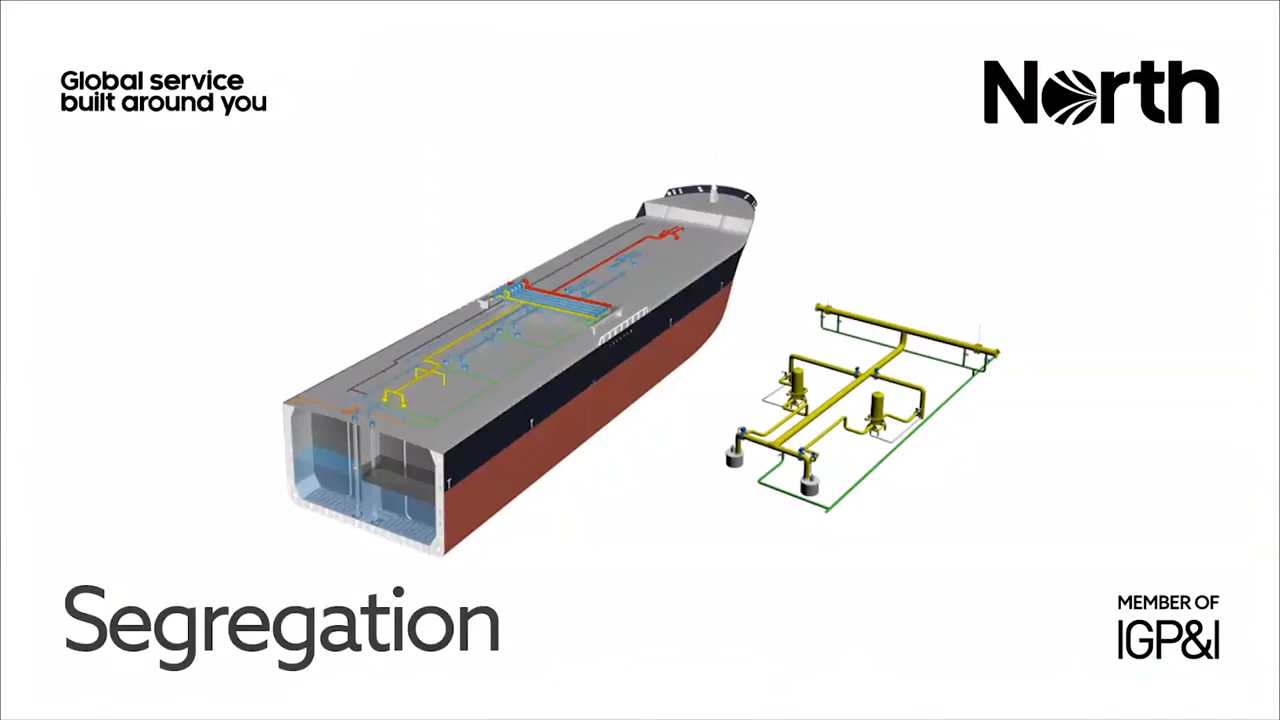 Global service
built around you
North
Segregation
MEMBER OF
IGP&I